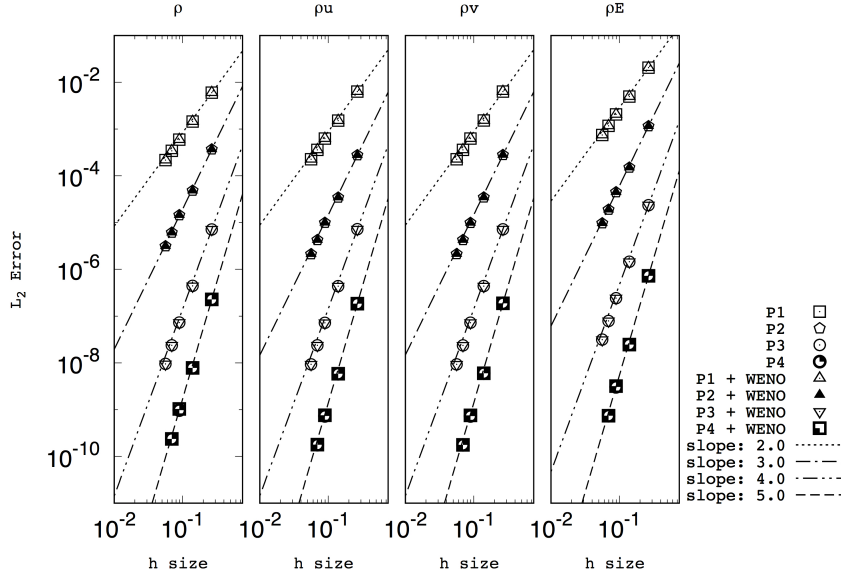 ρ ρu ρv ρE
10-2
10-4
10-6
10-8
10-10
L2 Error
10-2 10-1 10-2 10-1 10-2 10-1 10-2 10-1
h size h size h size h size
P1
P2
P3
P4
P1 + WENO
P2 + WENO
P3 + WENO
P4 + WENO
slope: 2.0
slope: 3.0
slope: 4.0
slope: 5.0